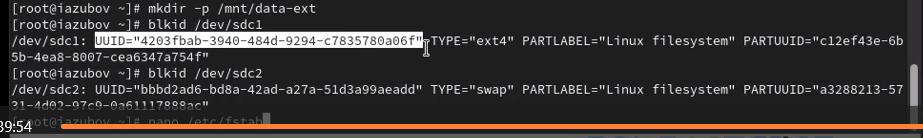 [root@iazubov ~]# mkdir -p /mnt/data-ext
[root@iazubov ~]# blkid /dev/sdc1
/dev/sdc1: UUID="4203fbab-3940-484d-9294-c7835780a06f" TYPE="ext4" PARTLABEL="Linux filesystem" PARTUUID="c12ef43e-6b
5b-4ea8-8007-cea6347a754f"
[root@iazubov ~]# blkid /dev/sdc2
/dev/sdc2: UUID="bbbd2ad6-bd8a-42ad-a27a-51d3a99aeadd" TYPE="swap" PARTLABEL="Linux filesystem" PARTUUID="a3288213-57
31-4d02-97c9-0a61117888ac"
[root@iazubov ~]# nano /etc/fstab
39:54